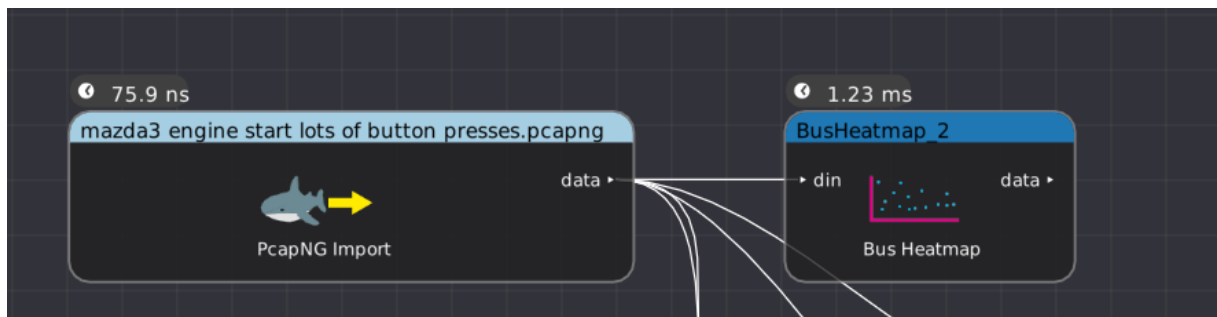 75.9 ns
1.23 ms
mazda3 engine start lots of button presses.pcapng
BusHeatmap_2
data
din
data
PcapNG Import
Bus Heatmap